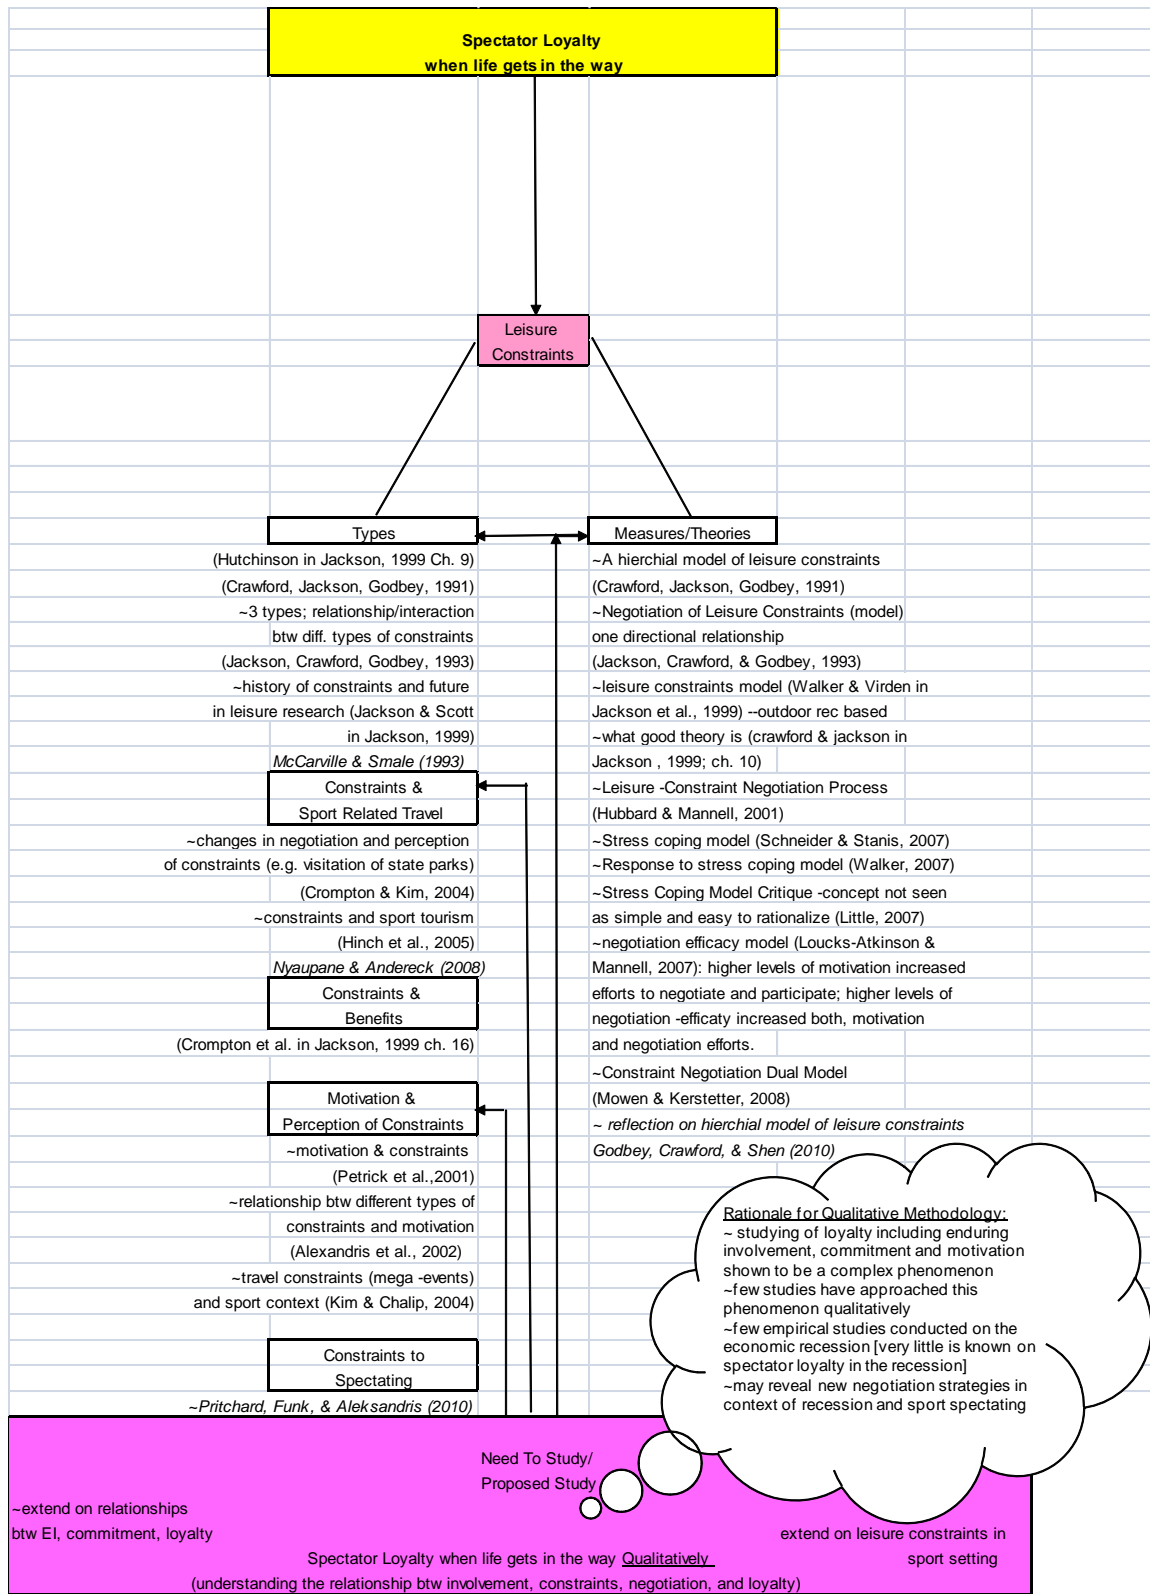 Spectator Loyalty
when life gets in the way
Leisure
Constraints
Types
(Hutchinson in Jackson, 1999 Ch. 9)
(Crawford, Jackson, Godbey, 1991)
~3 types; relationship/interaction
btw diff. types of constraints
(Jackson, Crawford, Godbey, 1993)
~history of constraints and future
in leisure research (Jackson & Scott
in Jackson, 1999)
McCarville & Smale (1993)
Constraints &
Sport Related Travel
~changes in negotiation and perception
of constraints (e.g. visitation of state parks)
(Crompton & Kim, 2004)
~constraints and sport tourism
(Hinch et al., 2005)
Nyaupane & Andereck (2008)
Constraints &
Benefits
(Crompton et al. in Jackson, 1999 ch. 16)
Motivation &
Perception of Constraints
~motivation & constraints
(Petrick et al.,2001)
~relationship btw different types of
constraints and motivation
(Alexandris et al., 2002)
~travel constraints (mega -events)
and sport context (Kim & Chalip, 2004)
Constraints to
Spectating
~Pritchard, Funk, & Aleksandris (2010)
Measures/Theories
~A hierchial model of leisure constraints
(Crawford, Jackson, Godbey, 1991)
~Negotiation of Leisure Constraints (model)
one directional relationship
(Jackson, Crawford, & Godbey, 1993)
~leisure constraints model (Walker & Virden in
Jackson et al., 1999) --outdoor rec based
~what good theory is (crawford & jackson in
Jackson , 1999; ch. 10)
~Leisure -Constraint Negotiation Process
(Hubbard & Mannell, 2001)
~Stress coping model (Schneider & Stanis, 2007)
~Response to stress coping model (Walker, 2007)
~Stress Coping Model Critique -concept not seen
as simple and easy to rationalize (Little, 2007)
~negotiation efficacy model (Loucks-Atkinson &
Mannell, 2007): higher levels of motivation increased
efforts to negotiate and participate; higher levels of
negotiation -efficaty increased both, motivation
and negotiation efforts.
~Constraint Negotiation Dual Model
(Mowen & Kerstetter, 2008)
~ reflection on hierchial model of leisure constraints
Godbey, Crawford, & Shen (2010)
Rationale for Qualitative Methodology:
~ studying of loyalty including enduring
involvement, commitment and motivation
shown to be a complex phenomenon
~few studies have approached this
phenomenon qualitatively
~few empirical studies conducted on the
economic recession [very little is known on
spectator loyalty in the recession]
~may reveal new negotiation strategies in
context of recession and sport spectating
Need To Study/
Proposed Study
~extend on relationships
btw EI, commitment, loyalty
extend on leisure constraints in
sport setting
Spectator Loyalty when life gets in the way Qualitatively
(understanding the relationship btw involvement, constraints, negotiation, and loyalty)